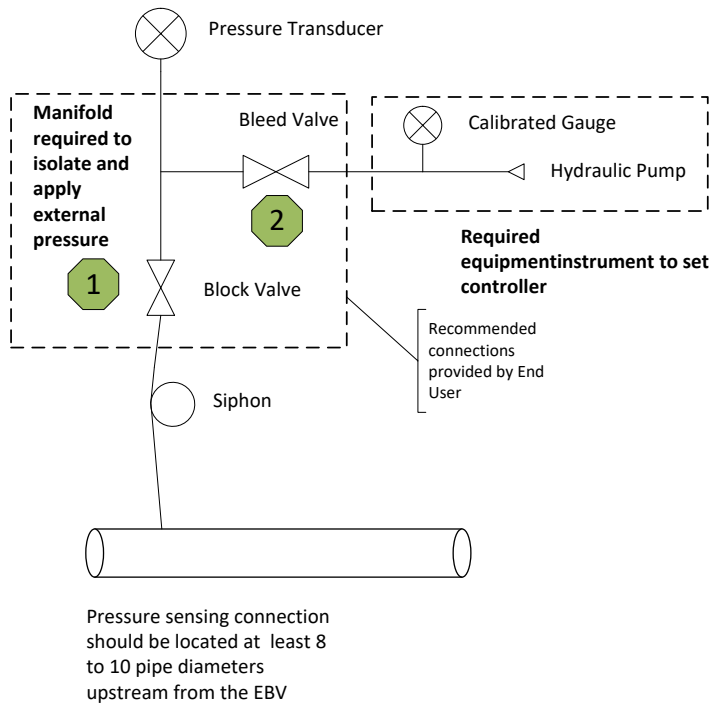 Pressure Transducer
Manifold
required to
isolate and
apply
external
pressure
Bleed Valve
Calibrated Gauge
Hydraulic Pump
2
1
Block Valve
Required
equipmentinstrument to set
controller
Recommended
connections
provided by End
User
Siphon
Pressure sensing connection
should be located at  least 8
to 10 pipe diameters
upstream from the EBV